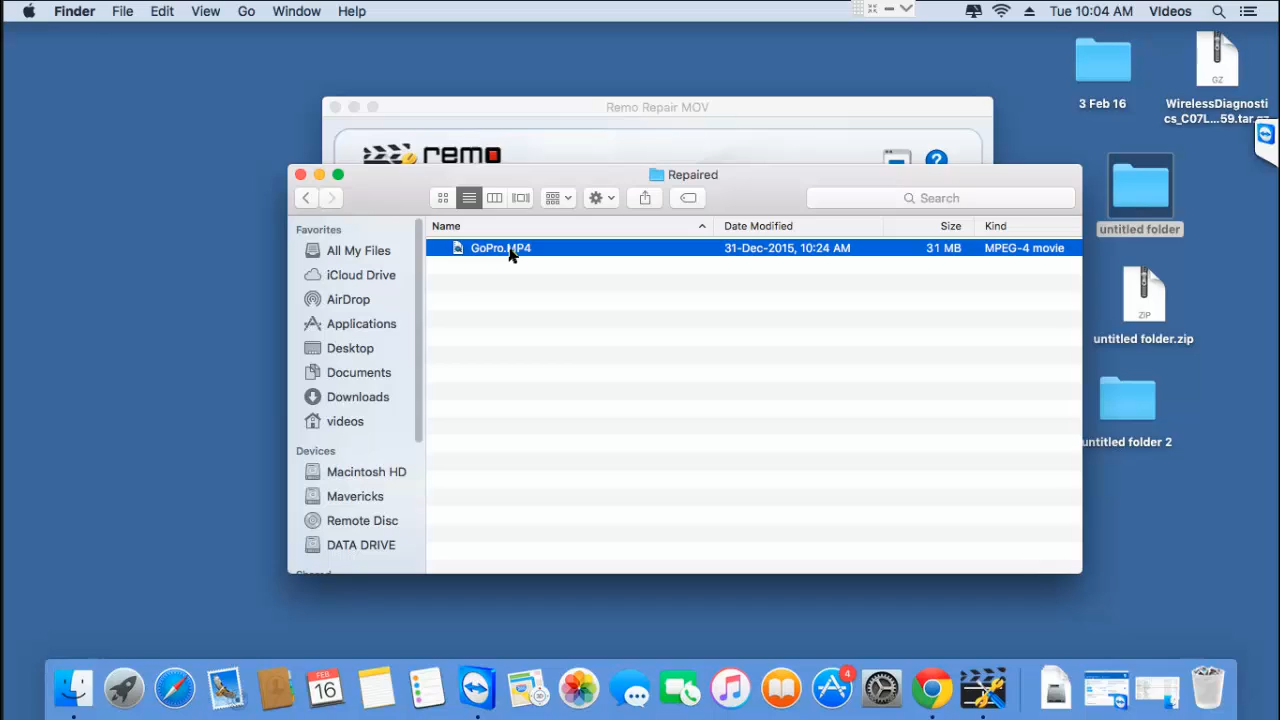 Finder File Edit View Go Window Help Tue 10:04 AM VIdeos
3 Feb 16
GZ
WirelessDiagnosti
cs_C07L...59.tar.gz
Remo Repair MOV
remo
?
Repaired
Search
Name Date Modified Size Kind
GoPro.MP4 31-Dec-2015, 10:24 AM 31 MB MPEG-4 movie
Favorites
All My Files
iCloud Drive
AirDrop
Applications
Desktop
Documents
Downloads
videos
Devices
Macintosh HD
Mavericks
Remote Disc
DATA DRIVE
untitled folder
ZIP
untitled folder.zip
untitled folder 2
FEB
16
4